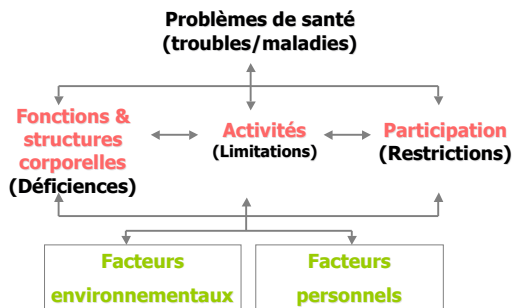 Problèmes de santé
(troubles/maladies)
Fonctions &
structures
corporelles
(Déficiences)
Activités
(Limitations)
Participation
(Restrictions)
Facteurs
environnementaux
Facteurs
personnels